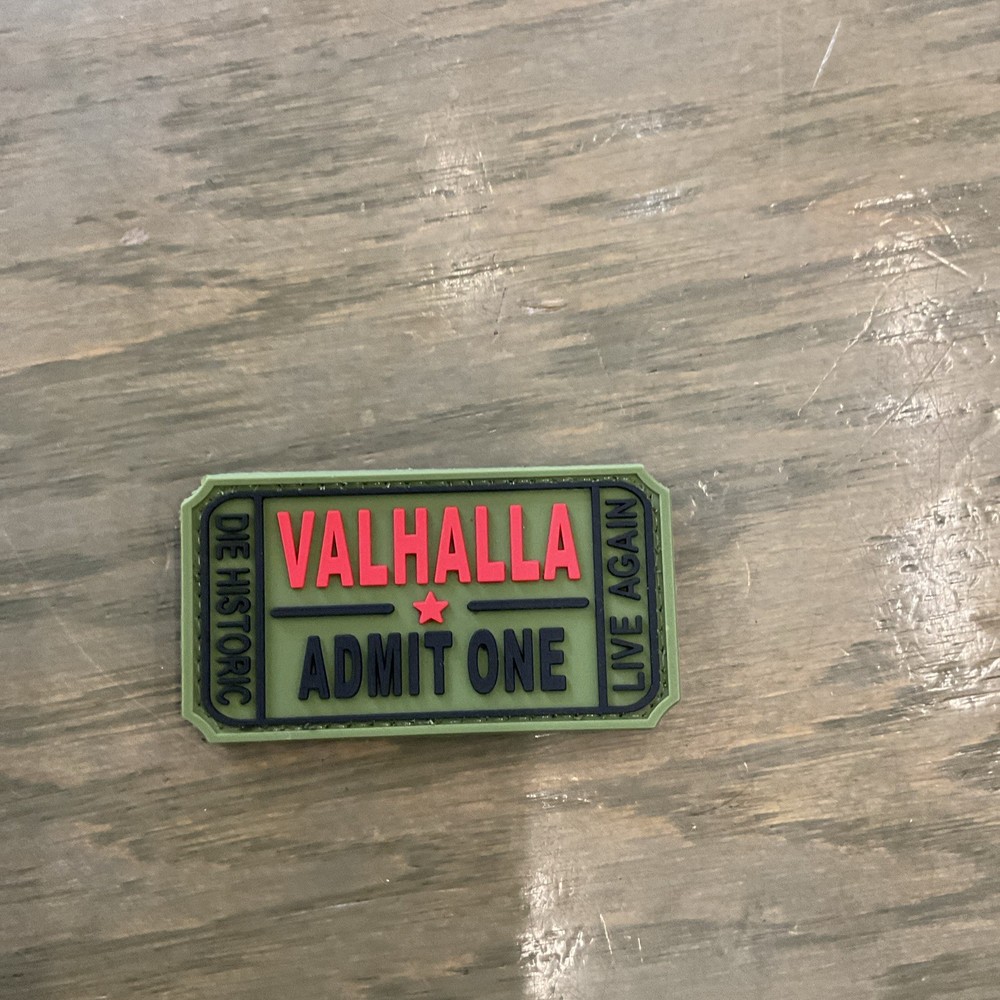 DIE HISTORIC
VALHALLA
ADMIT ONE
LIVE AGAIN